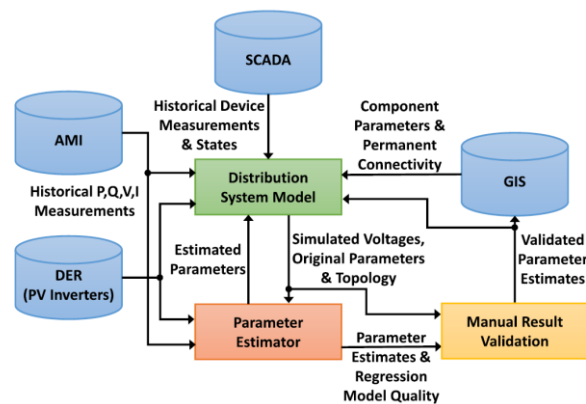 SCADA
Historical Device
Measurements
& States
Component
Parameters &
Permanent
Connectivity
AMI
Historical P,Q,V,I
Measurements
Distribution
System Model
GIS
DER
(PV Inverters)
Estimated
Parameters
Simulated Voltages,
Original Parameters
& Topology
Validated
Parameter
Estimates
Parameter
Estimator
Parameter
Estimates &
Regression
Model Quality
Manual Result
Validation